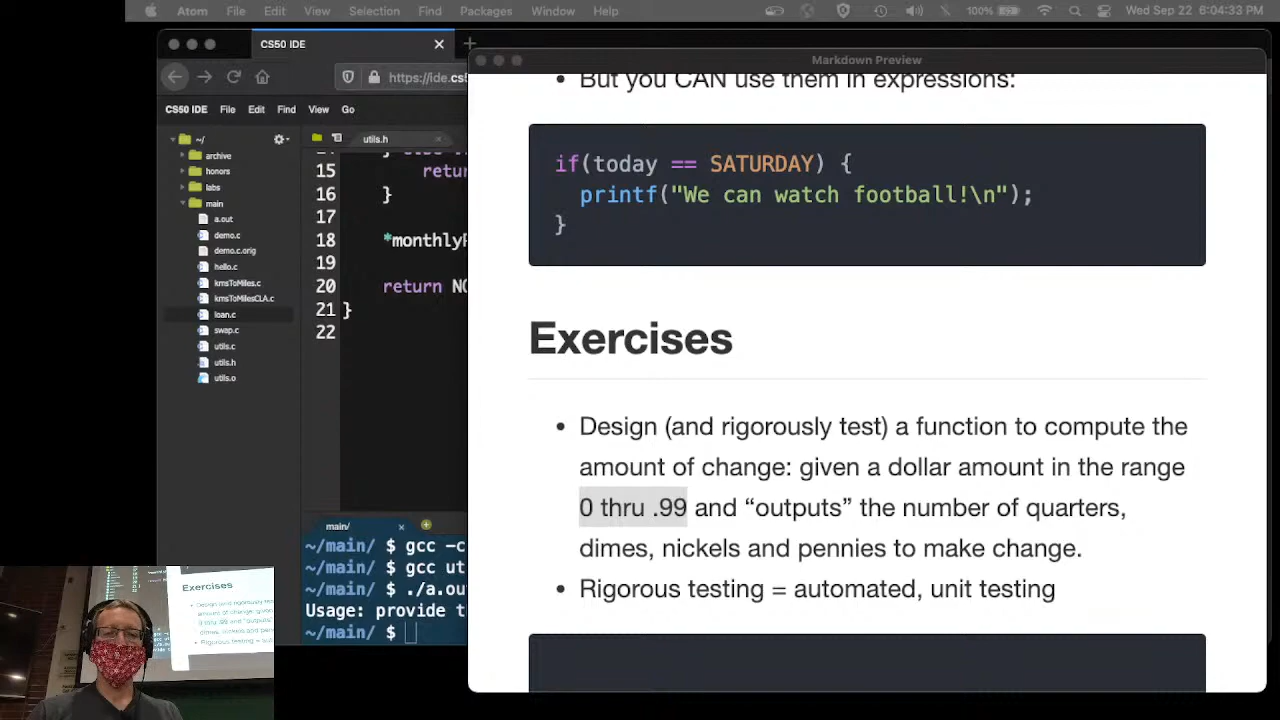 Atom File Edit View Selection Find Packages Window Help 100% Wed Sep 22 6:04:33 PM
CS50 IDE
https://ide.cs5
CS50 IDE File Edit Find View Go
~/
archive
honors
labs
main
a.out
demo.c
demo.c.orig
hello.c
kmsToMiles.c
kmsToMilesCLA.c
loan.c
swap.c
utils.c
utils.h
utils.o
utils.h
15 retur
16 }
17
18 *monthlyP
19
20 return NO
21 }
22
main/
~/main/ $ gcc -c
~/main/ $ gcc ut
~/main/ $ ./a.ou
Usage: provide t
~/main/ $
Markdown Preview
• But you CAN use them in expressions:
if(today == SATURDAY) {
printf("We can watch football!\n");
}
Exercises
• Design (and rigorously test) a function to compute the
amount of change: given a dollar amount in the range
0 thru .99 and “outputs” the number of quarters,
dimes, nickels and pennies to make change.
• Rigorous testing = automated, unit testing
Exercises